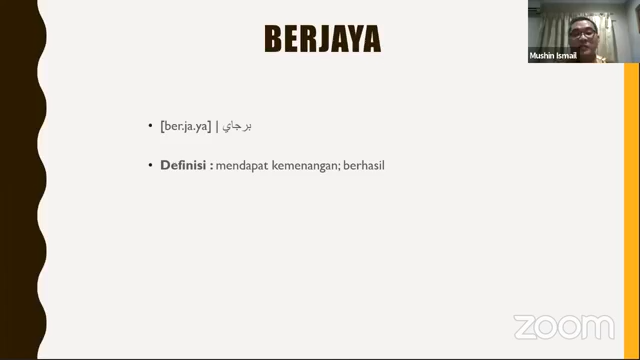 BERJAYA
Mushin Ismail
• [ber.ja.ya] | برجاي
• Definisi : mendapat kemenangan; berhasil
zoom